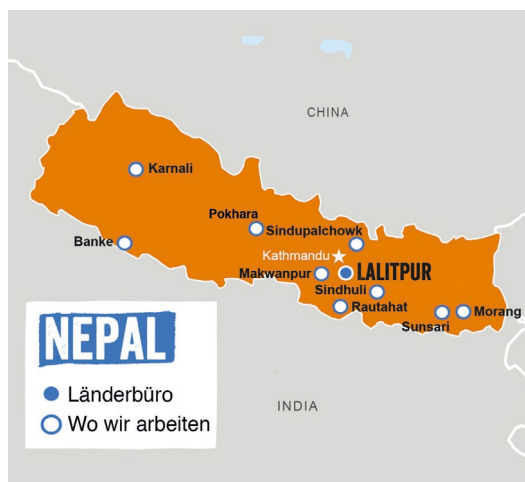 CHINA
Karnali
Pokhara
Sindupalchowk
Banke
Kathmandu
Makwanpur
LALITPUR
Sindhuli
Rautahat
Sunsari
Morang
NEPAL
Länderbüro
Wo wir arbeiten
INDIA